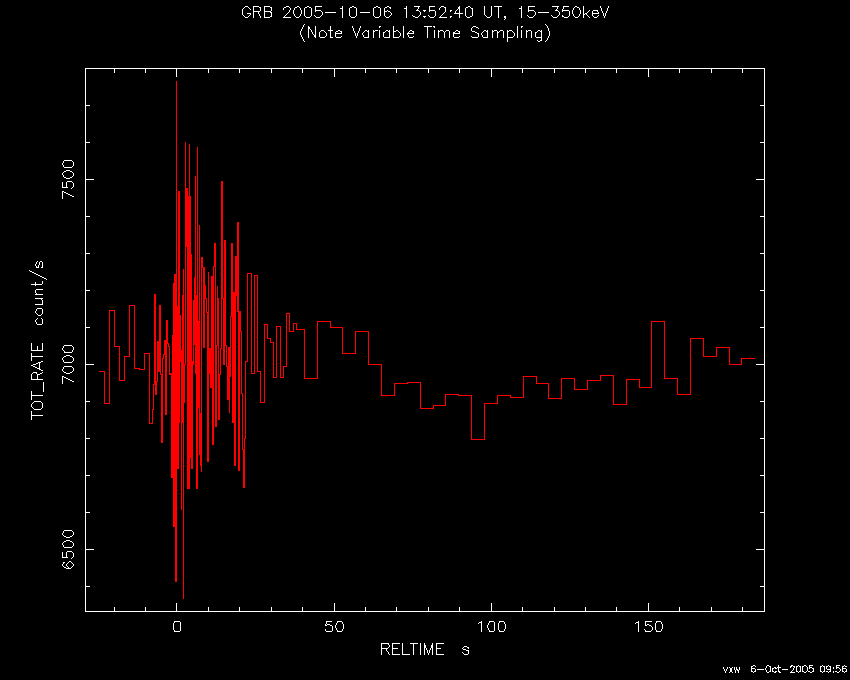 GRB 2005-10-06 13:52:40 UT, 15-350keV
(Note Variable Time Sampling)
7500
7000
6500
TOT_RATE count/s
0 50 100 150
RELTIME s
vxw 6-Oct-2005 09:56